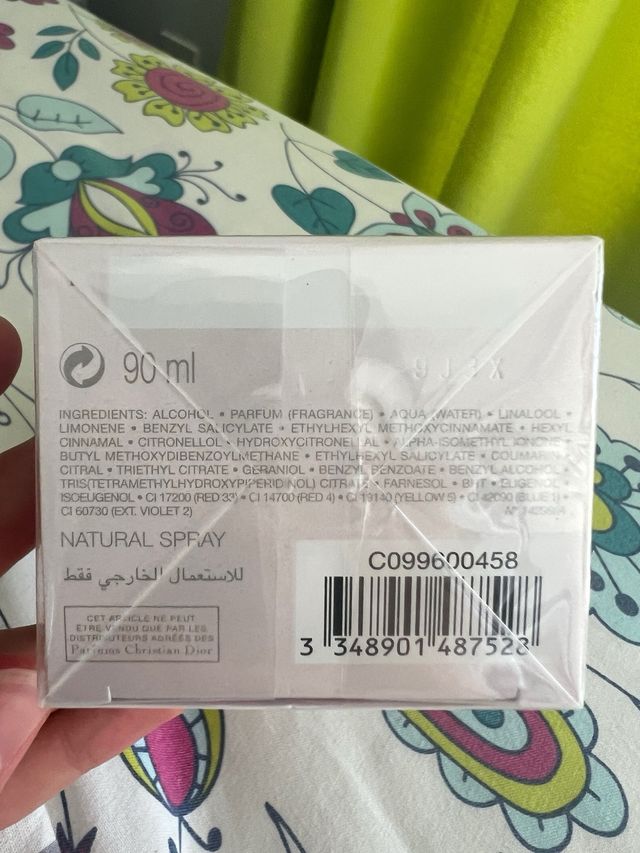 90 ml
INGREDIENTS: ALCOHOL • PARFUM (FRAGRANCE) • AQUA (WATER) • LINALOOL •
LIMONENE • BENZYL SALICYLATE • ETHYLHEXYL METHOXYCINNAMATE • HEXYL
CINNAMAL • CITRONELLOL • HYDROXYCITRONELLAL • ALPHA-ISOMETHYL IONONE •
BUTYL METHOXYDIBENZOYLMETHANE • ETHYLHEXYL SALICYLATE • COUMARIN •
CITRAL • TRIETHYL CITRATE • GERANIOL • BENZYL BENZOATE • BENZYL ALCOHOL •
TRIS(TETRAMETHYLHYDROXYPIPERIDINOL) CITRATE • FARNESOL • BHT • EUGENOL •
ISOEUGENOL • CI 17200 (RED 33) • CI 14700 (RED 4) • CI 19140 (YELLOW 5) • CI 42090 (BLUE 1) •
CI 60730 (EXT. VIOLET 2)
NATURAL SPRAY
للاستعمال الخارجي فقط
CET ARTICLE NE PEUT
ETRE VENDU QUE PAR LES
DISTRIBUTEURS AGRÉÉS DES
Parfums Christian Dior
C099600458
3 348901 487528